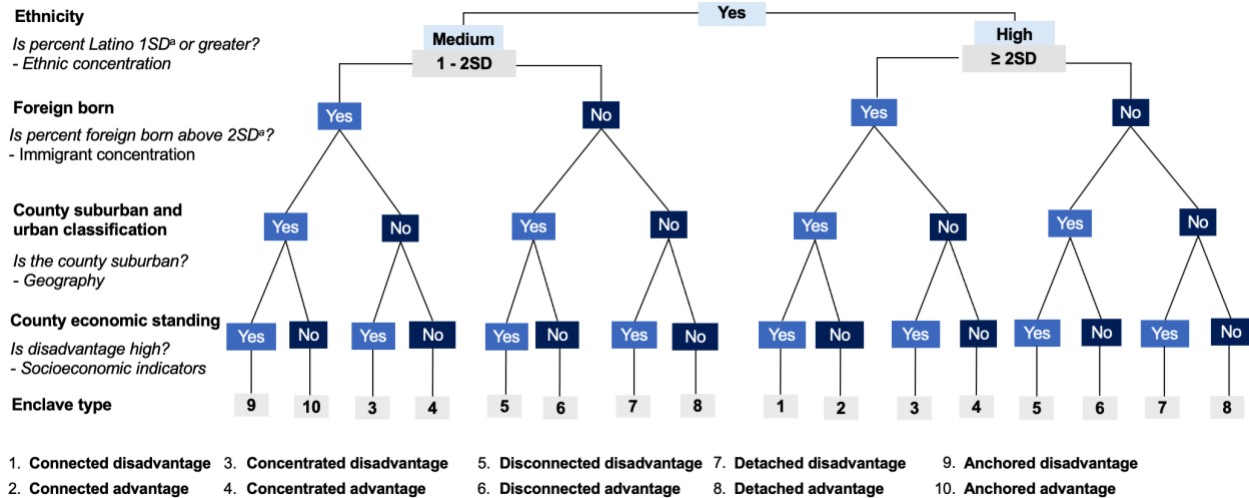 Ethnicity
Yes
Is percent Latino 1SDª or greater?
- Ethnic concentration
Medium
High
1 - 2SD
≥ 2SD
Foreign born
Is percent foreign born above 2SDª?
- Immigrant concentration
Yes No Yes No
County suburban and
urban classification
Is the county suburban?
- Geography
Yes No Yes No Yes No Yes No
County economic standing
Is disadvantage high?
- Socioeconomic indicators
Yes No Yes No Yes No Yes No Yes No Yes No Yes No Yes No
Enclave type
9 10 3 4 5 6 7 8 1 2 3 4 5 6 7 8
1. Connected disadvantage 3. Concentrated disadvantage 5. Disconnected disadvantage 7. Detached disadvantage 9. Anchored disadvantage
2. Connected advantage 4. Concentrated advantage 6. Disconnected advantage 8. Detached advantage 10. Anchored advantage